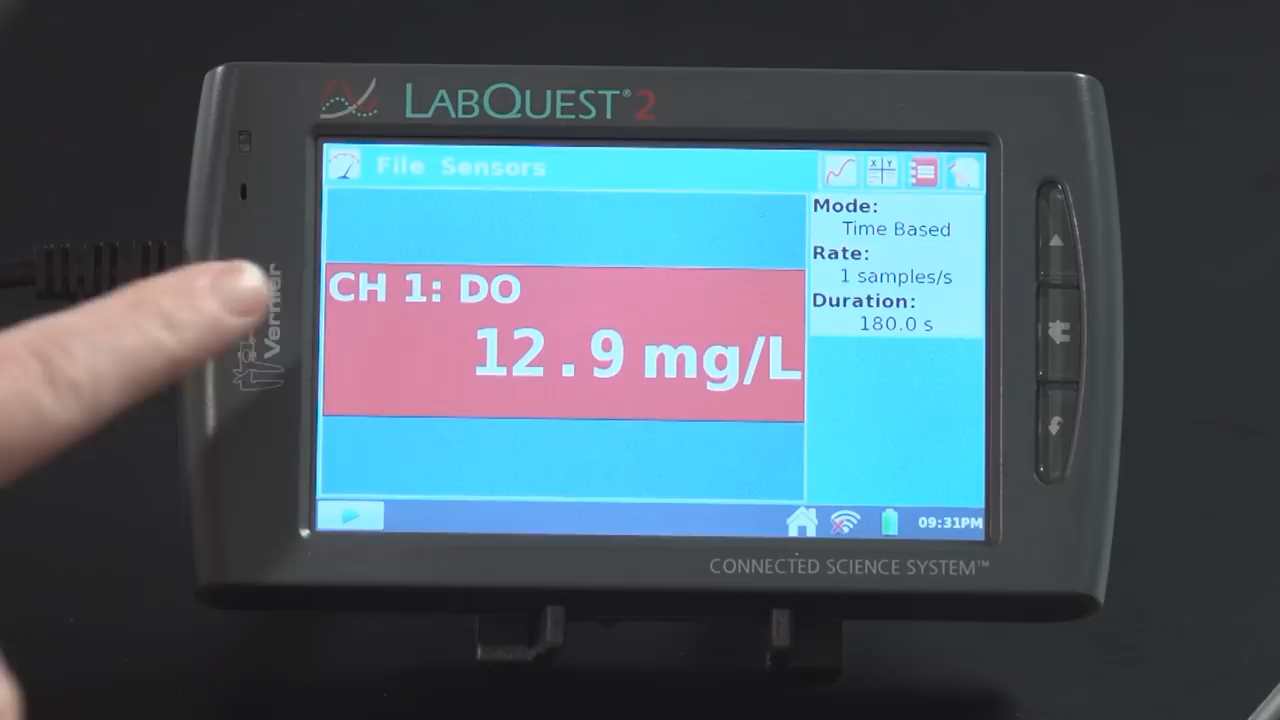 LABQUEST® 2
File Sensors
X Y
Mode:
Time Based
Rate:
1 samples/s
Duration:
180.0 s
CH 1: DO
12.9 mg/L
Vernier
09:31PM
CONNECTED SCIENCE SYSTEM™